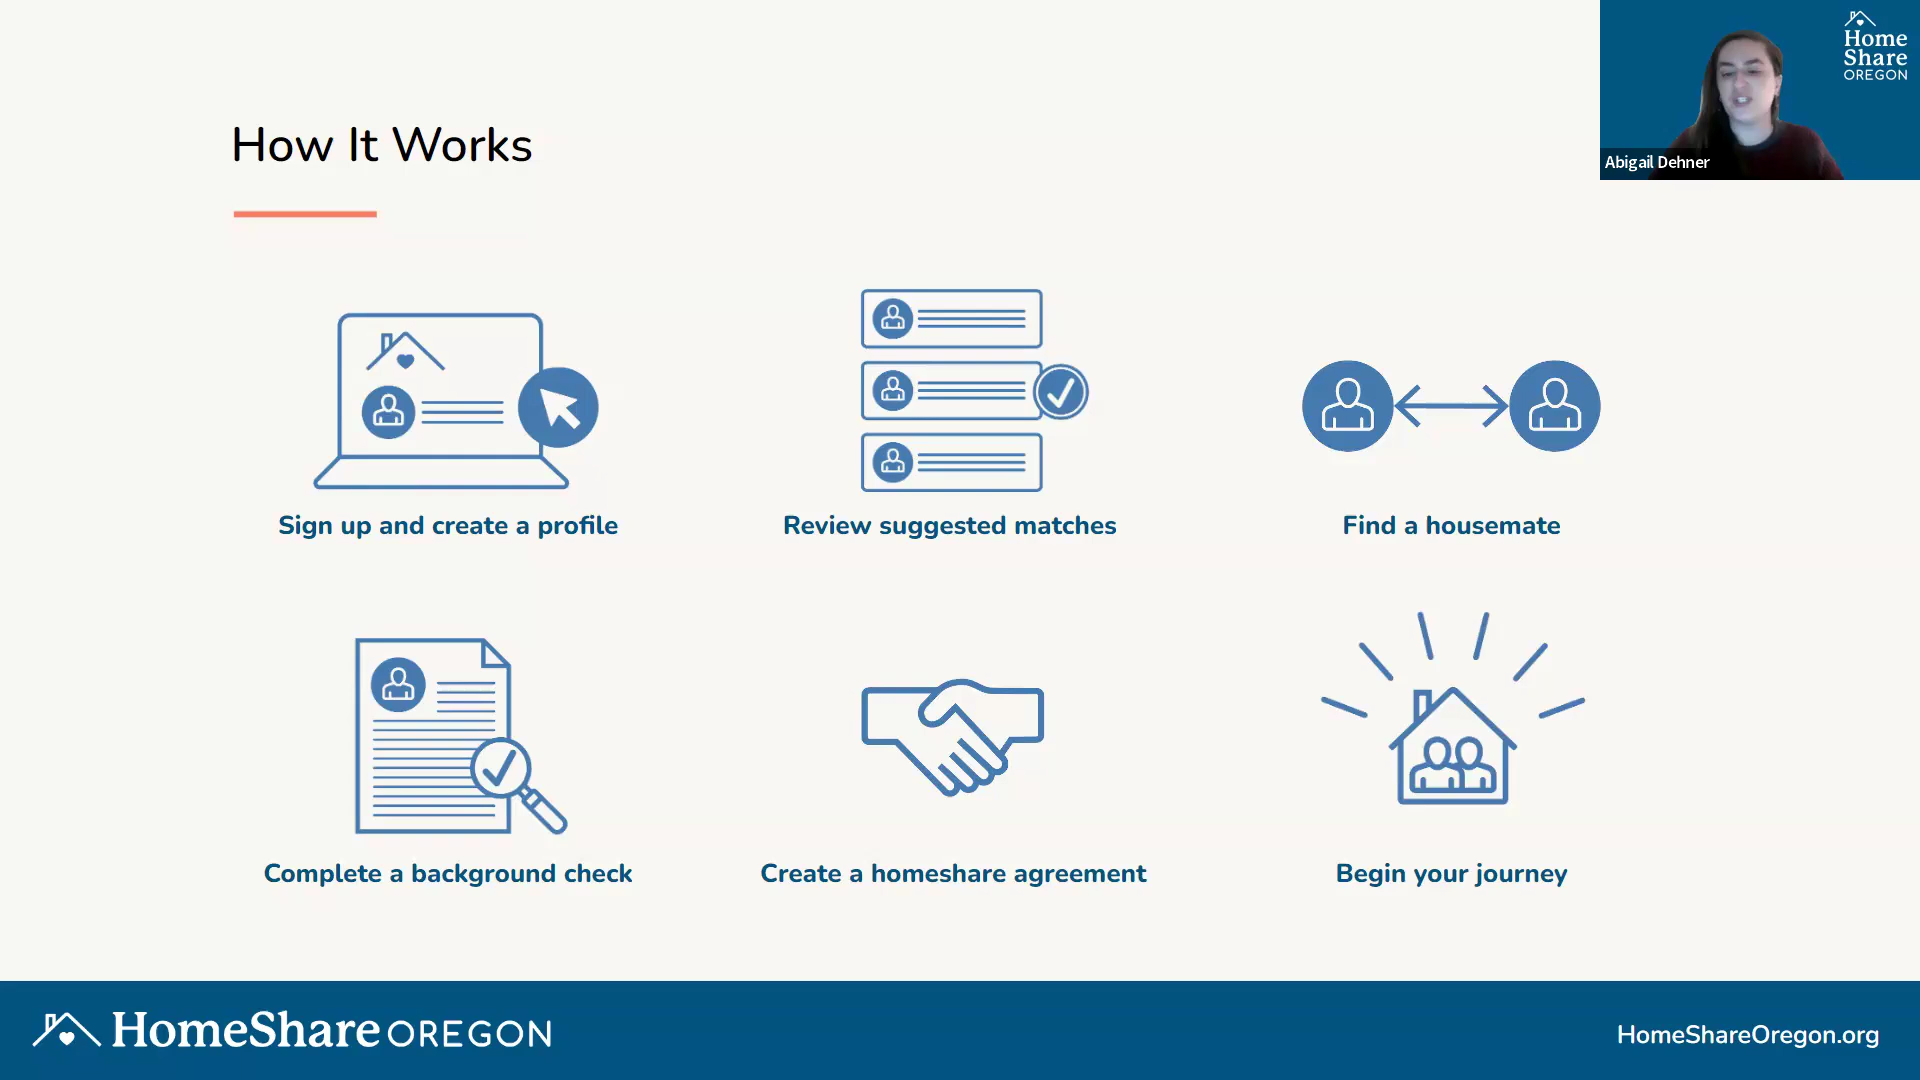 Home
Share
OREGON
Abigail Dehner
How It Works
Sign up and create a profile
Review suggested matches
Find a housemate
Complete a background check
Create a homeshare agreement
Begin your journey
HomeShare OREGON
HomeShareOregon.org